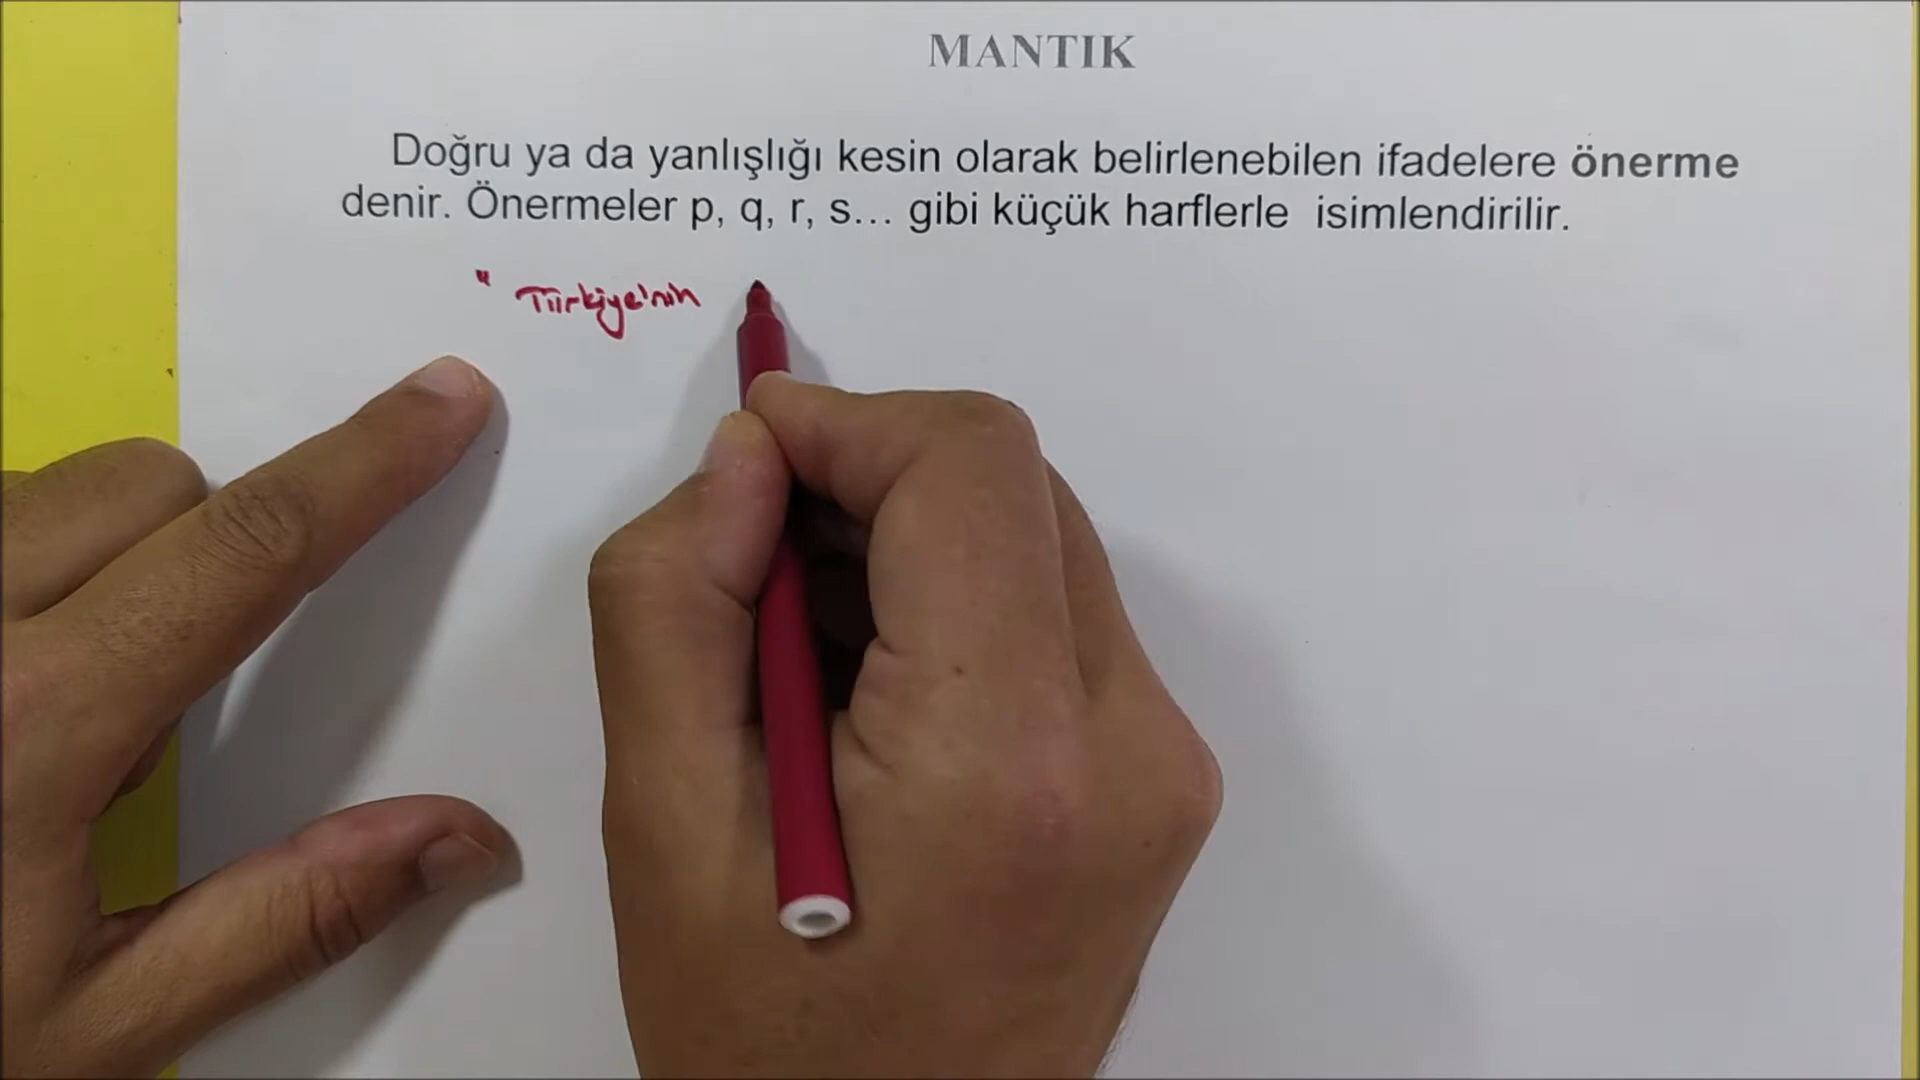 MANTIK
Doğru ya da yanlışlığı kesin olarak belirlenebilen ifadelere önerme
denir. Önermeler p, q, r, s... gibi küçük harflerle isimlendirilir.
" Türkiye'nin